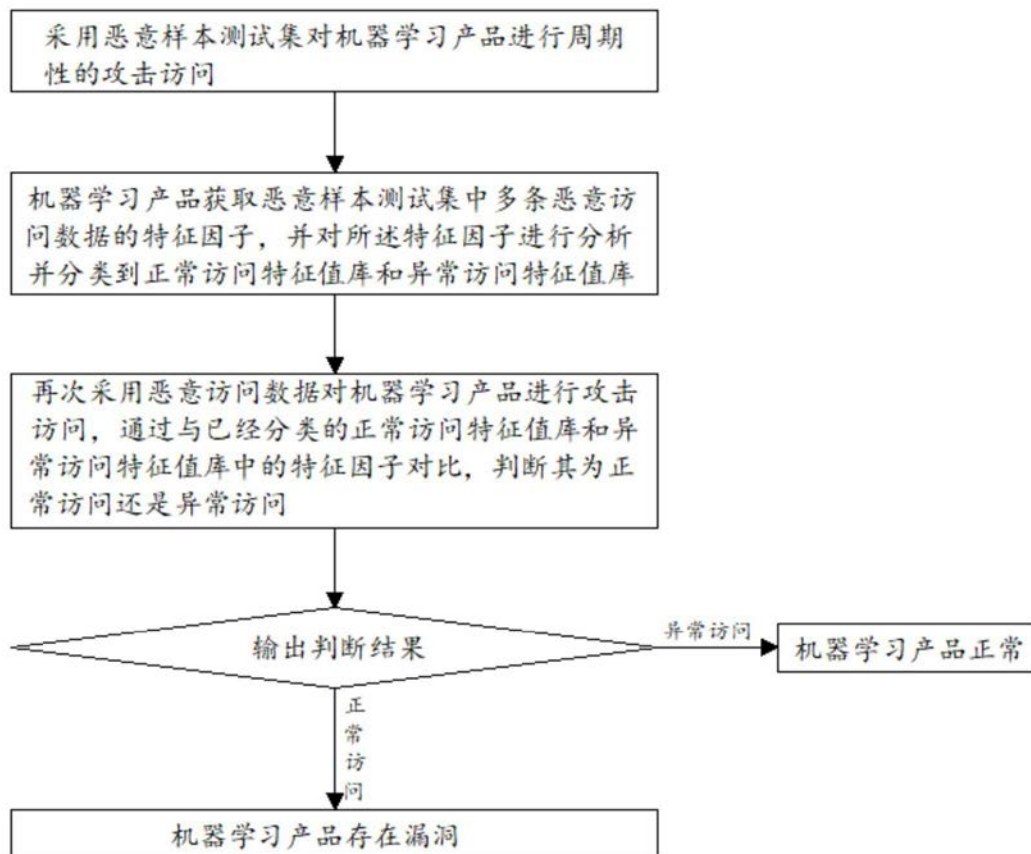 采用恶意样本测试集对机器学习产品进行周期
性的攻击访问
机器学习产品获取恶意样本测试集中多条恶意访
问数据的特征因子，并对所述特征因子进行分析
并分类到正常访问特征值库和异常访问特征值库
再次采用恶意访问数据对机器学习产品进行攻击
访问，通过与已经分类的正常访问特征值库和异
常访问特征值库中的特征因子对比，判断其为正
常访问还是异常访问
输出判断结果
异常访问
机器学习产品正常
正常访问
机器学习产品存在漏洞